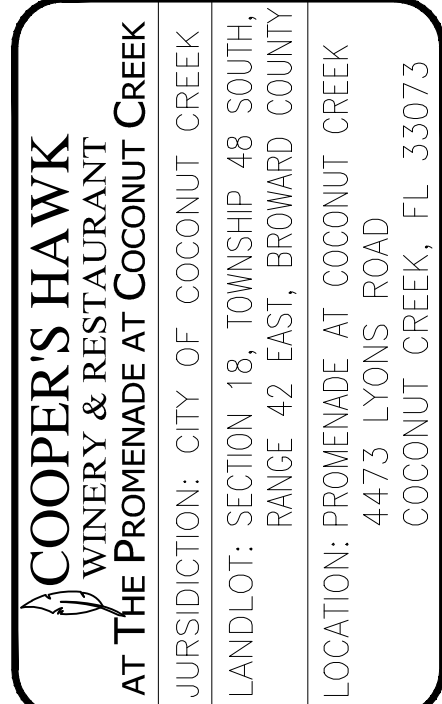 COOPER'S HAWK
WINERY & RESTAURANT
AT THE PROMENADE AT COCONUT CREEK
JURSIDICTION: CITY OF COCONUT CREEK
LANDLOT: SECTION 18, TOWNSHIP 48 SOUTH,
RANGE 42 EAST, BROWARD COUNTY
LOCATION: PROMENADE AT COCONUT CREEK
4473 LYONS ROAD
COCONUT CREEK, FL 33073